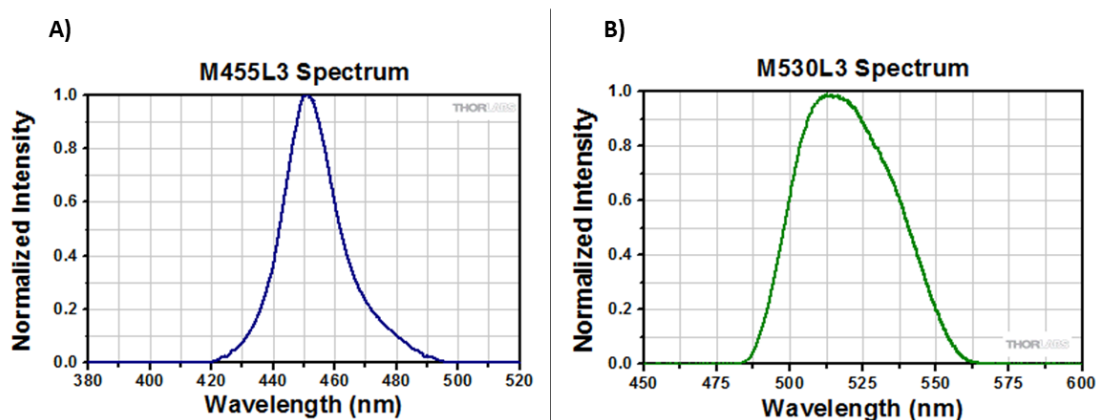 A)
M455L3 Spectrum
THORLABS
Normalized Intensity
1.0
0.8
0.6
0.4
0.2
0.0
380 400 420 440 460 480 500 520
Wavelength (nm)
B)
M530L3 Spectrum
Normalized Intensity
1.0
0.8
0.6
0.4
0.2
0.0
THORLABS
450 475 500 525 550 575 600
Wavelength (nm)